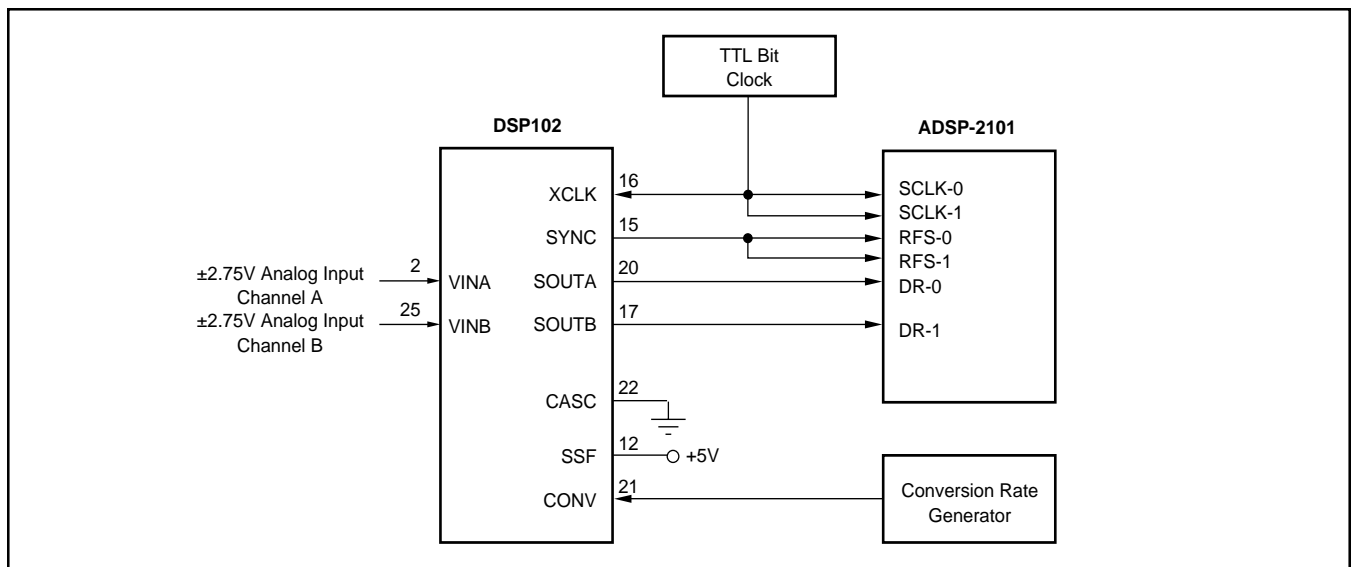 TTL Bit
Clock
DSP102
ADSP-2101
XCLK
16
SCLK-0
SCLK-1
SYNC
15
RFS-0
RFS-1
±2.75V Analog Input
Channel A
2
VINA
SOUTA
20
DR-0
±2.75V Analog Input
Channel B
25
VINB
SOUTB
17
DR-1
CASC
22
SSF
12
+5V
CONV
21
Conversion Rate
Generator